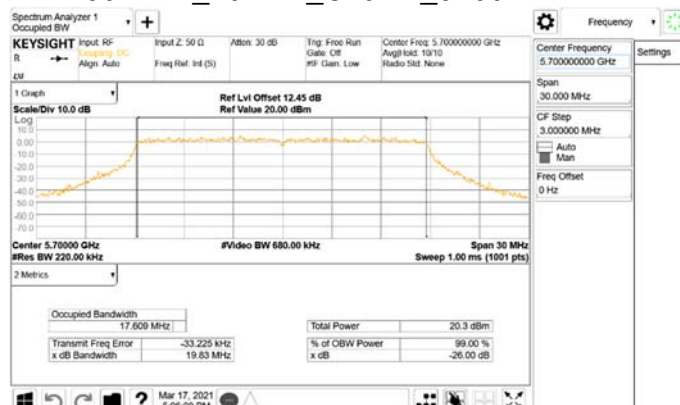 Spectrum Analyzer 1
Occupied BW
+
Frequency
KEYSIGHT Input: RF
R
Coupling: DC
Align: Auto
LXI
Input Z: 50 Ω
Freq Ref: Int (S)
Atten: 30 dB
Trig: Free Run
Gate: Off
#IF Gain: Low
Center Freq: 5.700000000 GHz
Avg|Hold: 10/10
Radio Std: None
Center Frequency
5.700000000 GHz
Settings
Span
30.000 MHz
CF Step
3.000000 MHz
Auto
Man
Freq Offset
0 Hz
1 Graph
Scale/Div 10.0 dB
Ref Lvl Offset 12.45 dB
Ref Value 20.00 dBm
Log
10.0
0.00
-10.0
-20.0
-30.0
-40.0
-50.0
-60.0
-70.0
Center 5.70000 GHz
#Res BW 220.00 kHz
#Video BW 680.00 kHz
Span 30 MHz
Sweep 1.00 ms (1001 pts)
2 Metrics
Occupied Bandwidth
17.609 MHz
Total Power 20.3 dBm
Transmit Freq Error -33.225 kHz
% of OBW Power 99.00 %
x dB Bandwidth 19.83 MHz
x dB -26.00 dB
?
Mar 17, 2021